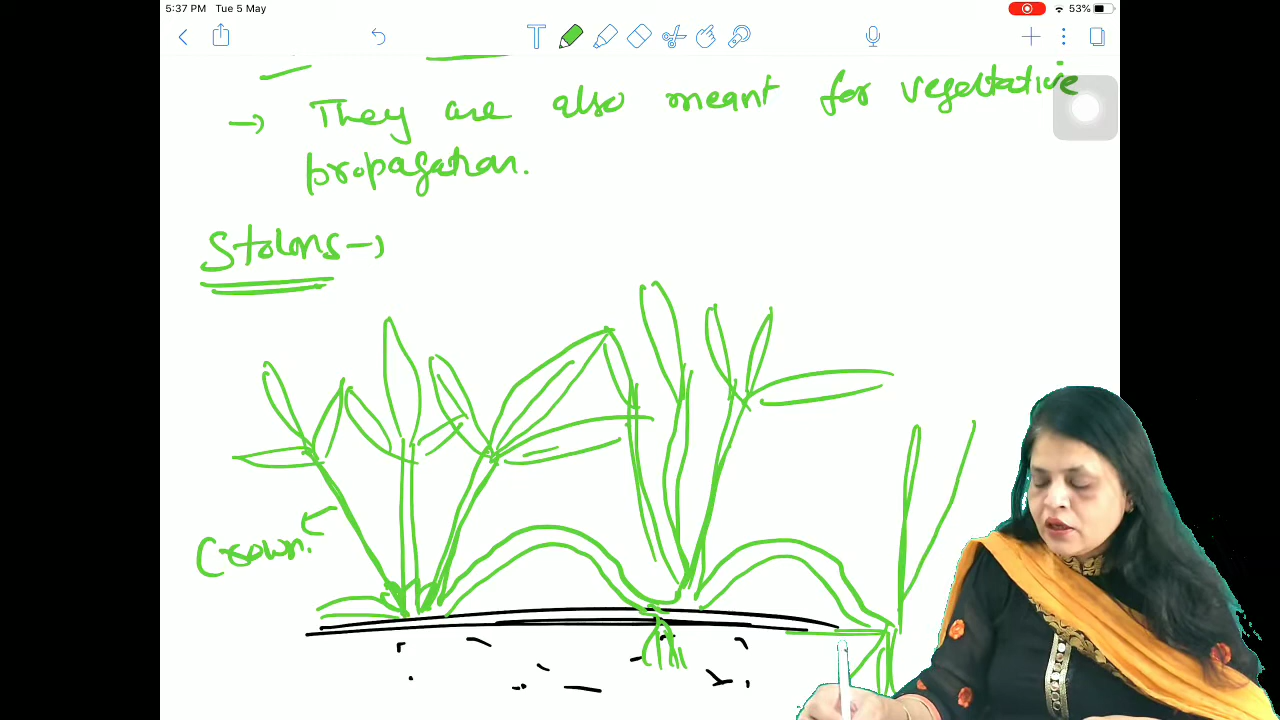 5:37 PM Tue 5 May
53%
→ They are also meant for vegetative
propagation.
Stolons →
Crown.